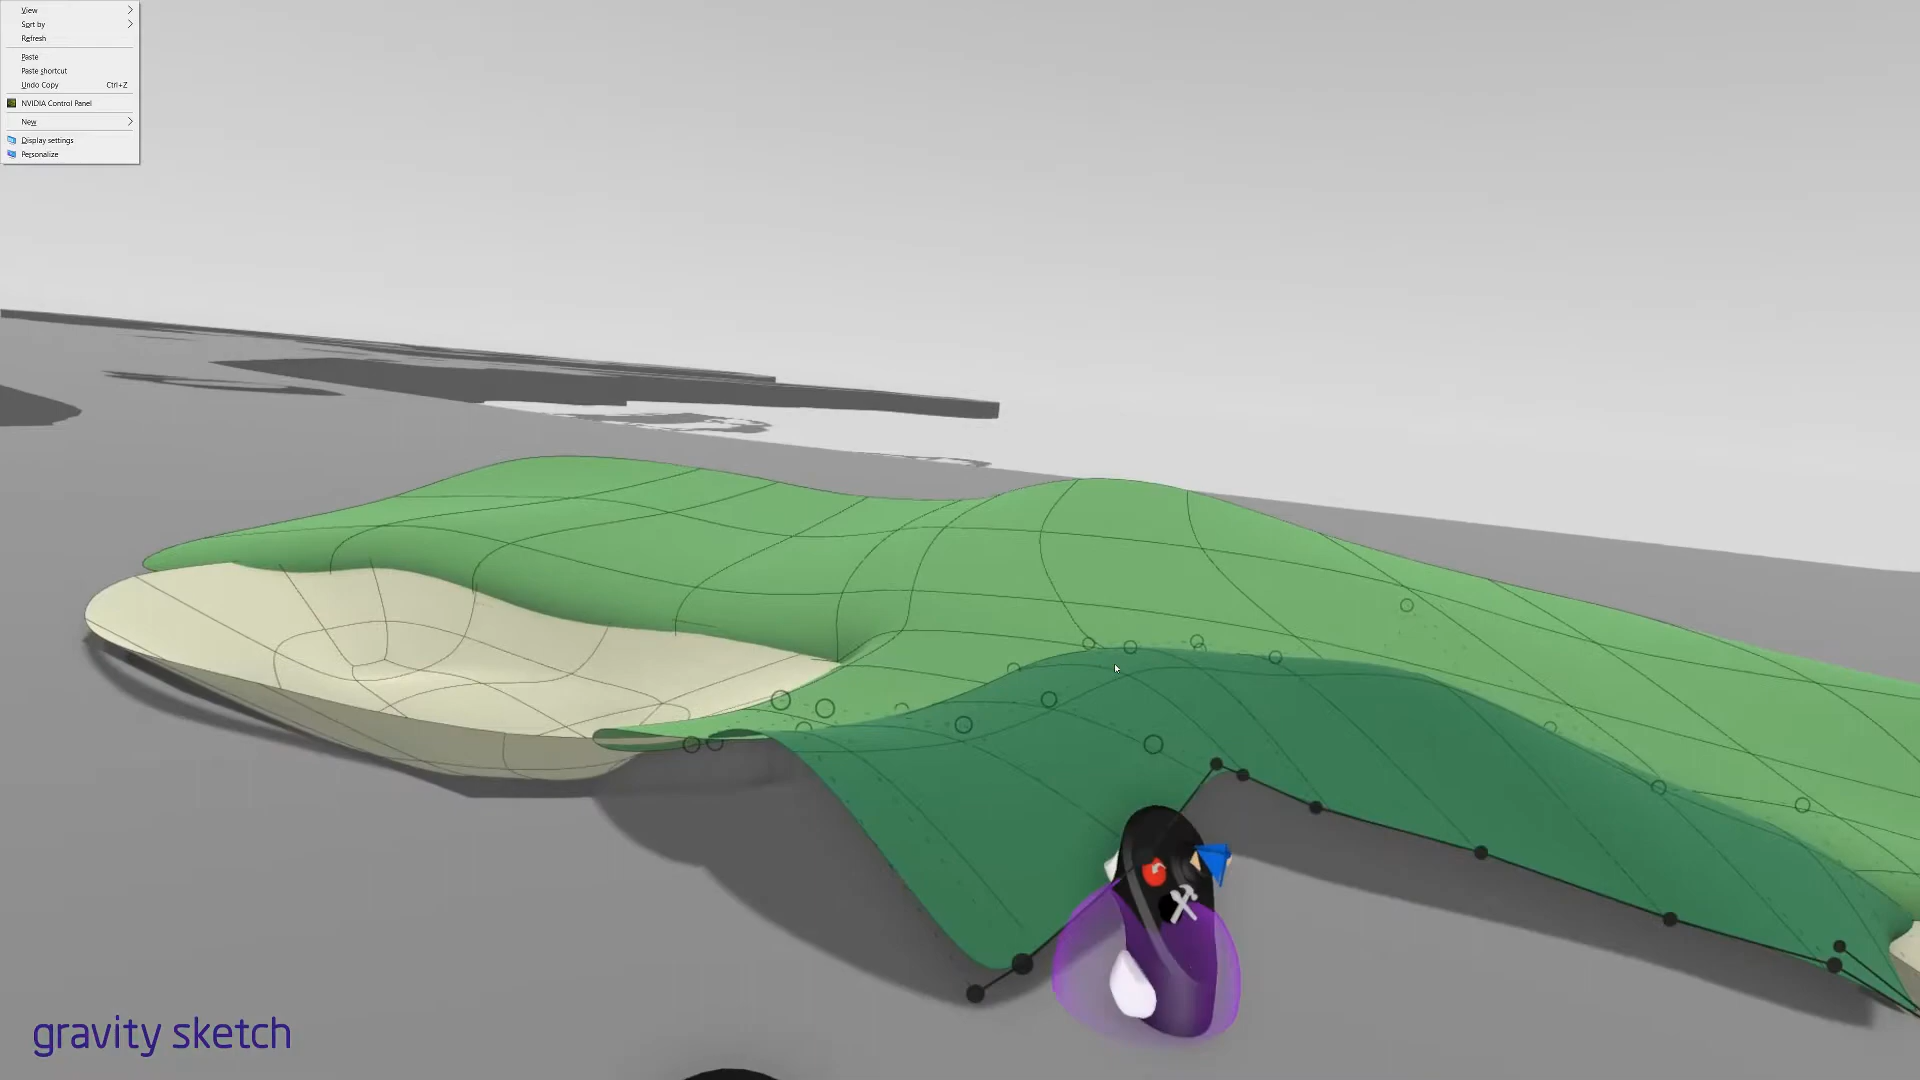 View
Sort by
Refresh
Paste
Paste shortcut
Undo Copy Ctrl+Z
NVIDIA Control Panel
New
Display settings
Personalize
gravity sketch